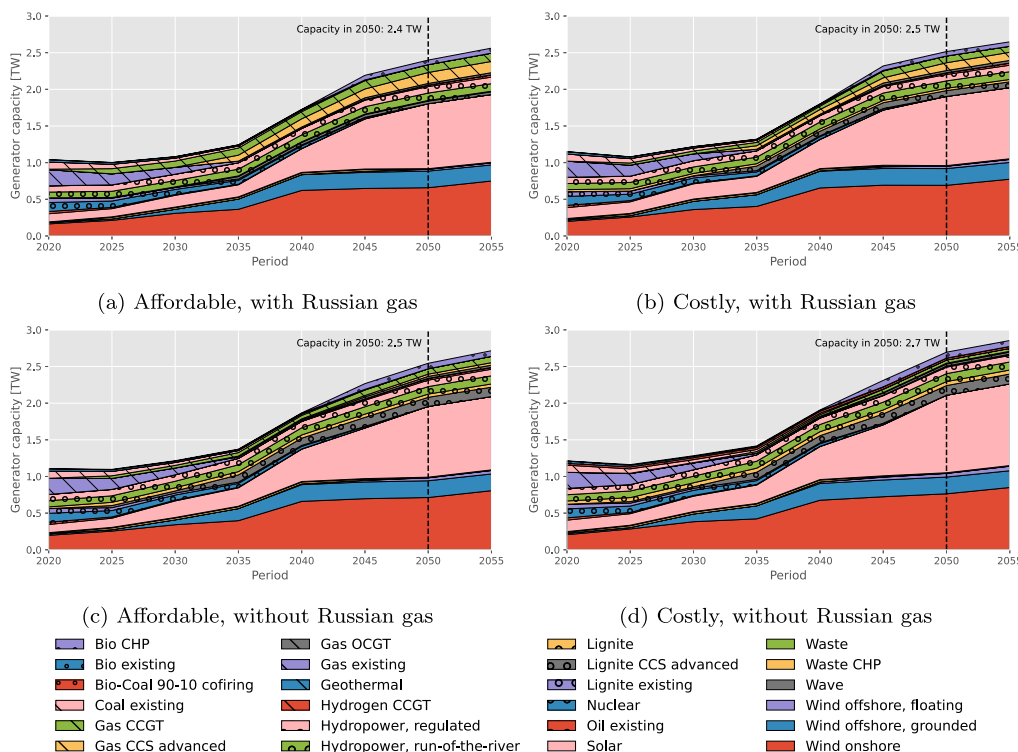 Capacity in 2050: 2.4 TW
Generator capacity [TW]
3.0
2.5
2.0
1.5
1.0
0.5
0.0
2020 2025 2030 2035 2040 2045 2050 2055
Period
(a) Affordable, with Russian gas
Capacity in 2050: 2.5 TW
Generator capacity [TW]
3.0
2.5
2.0
1.5
1.0
0.5
0.0
2020 2025 2030 2035 2040 2045 2050 2055
Period
(b) Costly, with Russian gas
Capacity in 2050: 2.5 TW
Generator capacity [TW]
3.0
2.5
2.0
1.5
1.0
0.5
0.0
2020 2025 2030 2035 2040 2045 2050 2055
Period
(c) Affordable, without Russian gas
Capacity in 2050: 2.7 TW
Generator capacity [TW]
3.0
2.5
2.0
1.5
1.0
0.5
0.0
2020 2025 2030 2035 2040 2045 2050 2055
Period
(d) Costly, without Russian gas
Bio CHP
Bio existing
Bio-Coal 90-10 cofiring
Coal existing
Gas CCGT
Gas CCS advanced
Gas OCGT
Gas existing
Geothermal
Hydrogen CCGT
Hydropower, regulated
Hydropower, run-of-the-river
Lignite
Lignite CCS advanced
Lignite existing
Nuclear
Oil existing
Solar
Waste
Waste CHP
Wave
Wind offshore, floating
Wind offshore, grounded
Wind onshore